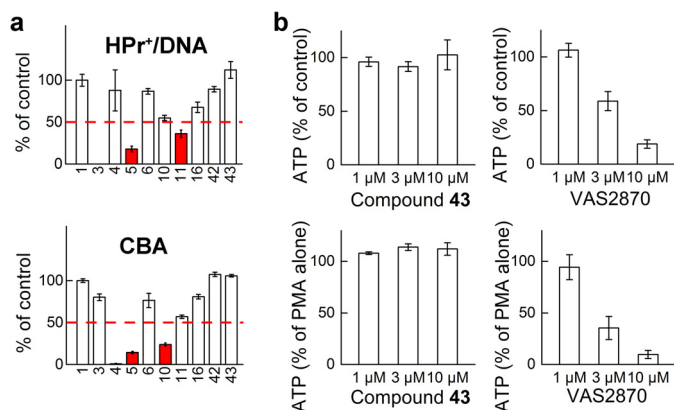 a
HPr⁺/DNA
% of control
100
50
0
1 3 4 5 6 10 11 16 42 43
CBA
% of control
100
50
0
1 3 4 5 6 10 11 16 42 43
b
ATP (% of control)
100
50
0
1 µM 3 µM 10 µM
Compound 43
ATP (% of control)
100
50
0
1 µM 3 µM 10 µM
VAS2870
ATP (% of PMA alone)
100
50
0
1 µM 3 µM 10 µM
Compound 43
ATP (% of PMA alone)
100
50
0
1 µM 3 µM 10 µM
VAS2870